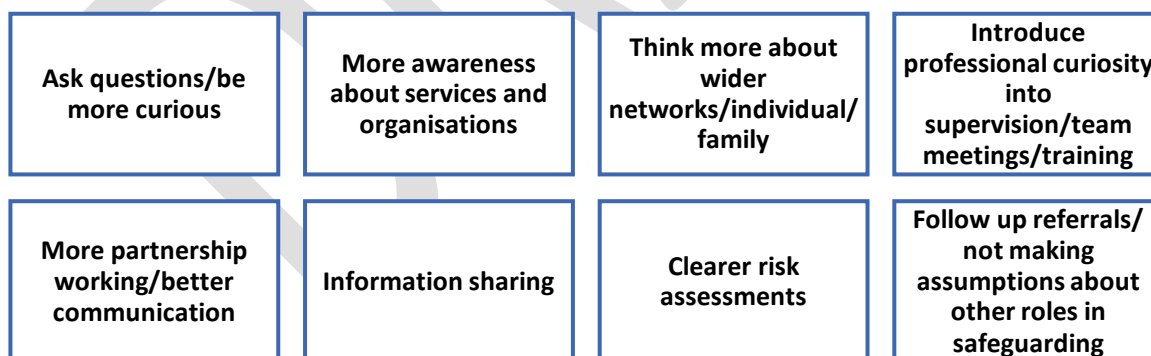 Ask questions/be
more curious
More awareness
about services and
organisations
Think more about
wider
networks/individual/
family
Introduce
professional curiosity
into
supervision/team
meetings/training
More partnership
working/better
communication
Information sharing
Clearer risk
assessments
Follow up referrals/
not making
assumptions about
other roles in
safeguarding